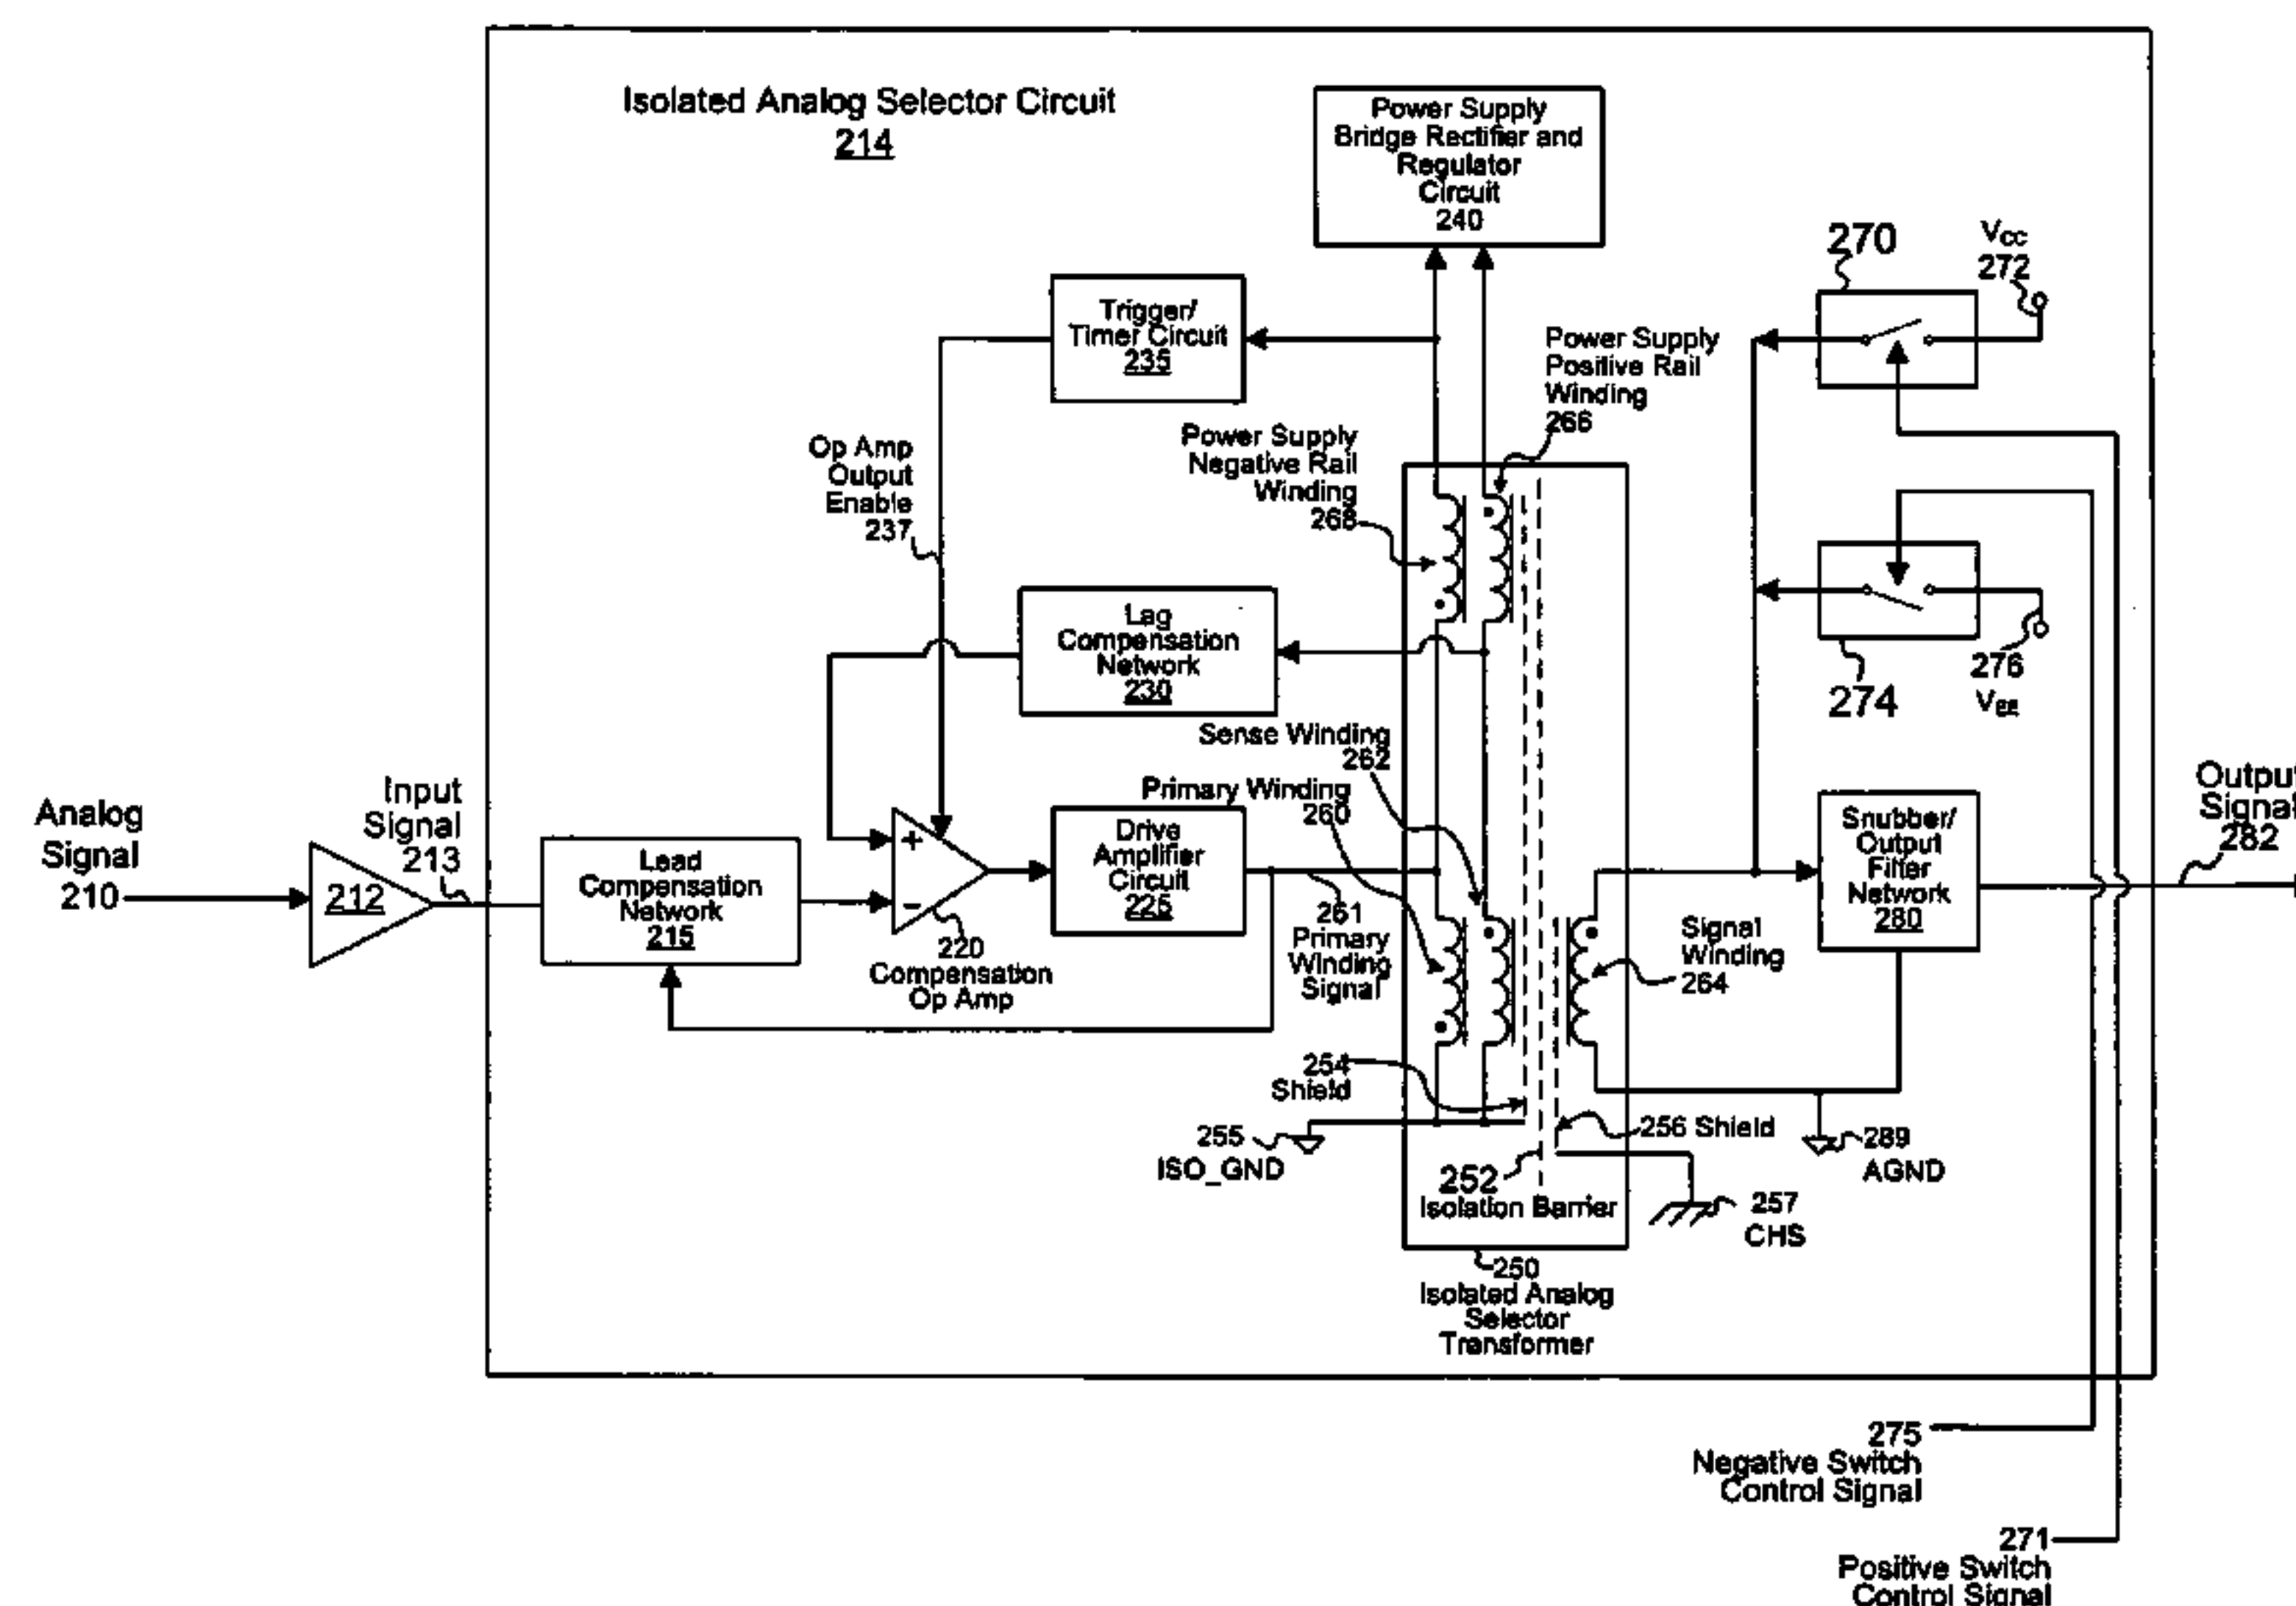 Isolated Analog Selector Circuit
214
Power Supply
Bridge Rectifier and
Regulator
Circuit
240
270
VCC
272
Trigger/
Timer Circuit
235
Power Supply
Positive Rail
Winding
266
Op Amp
Output
Enable
237
Power Supply
Negative Rail
Winding
268
Lag
Compensation
Network
230
274
276
VEE
Sense Winding
262
Primary Winding
260
Analog
Signal
210
212
Input
Signal
213
Lead
Compensation
Network
215
+
−
220
Compensation
Op Amp
Drive
Amplifier
Circuit
225
261
Primary
Winding
Signal
Signal
Winding
264
Snubber/
Output
Filter
Network
280
Output
Signal
282
254
Shield
255
ISO_GND
256 Shield
252
Isolation Barrier
289
AGND
257
CHS
250
Isolated Analog
Selector
Transformer
275
Negative Switch
Control Signal
271
Positive Switch
Control Signal